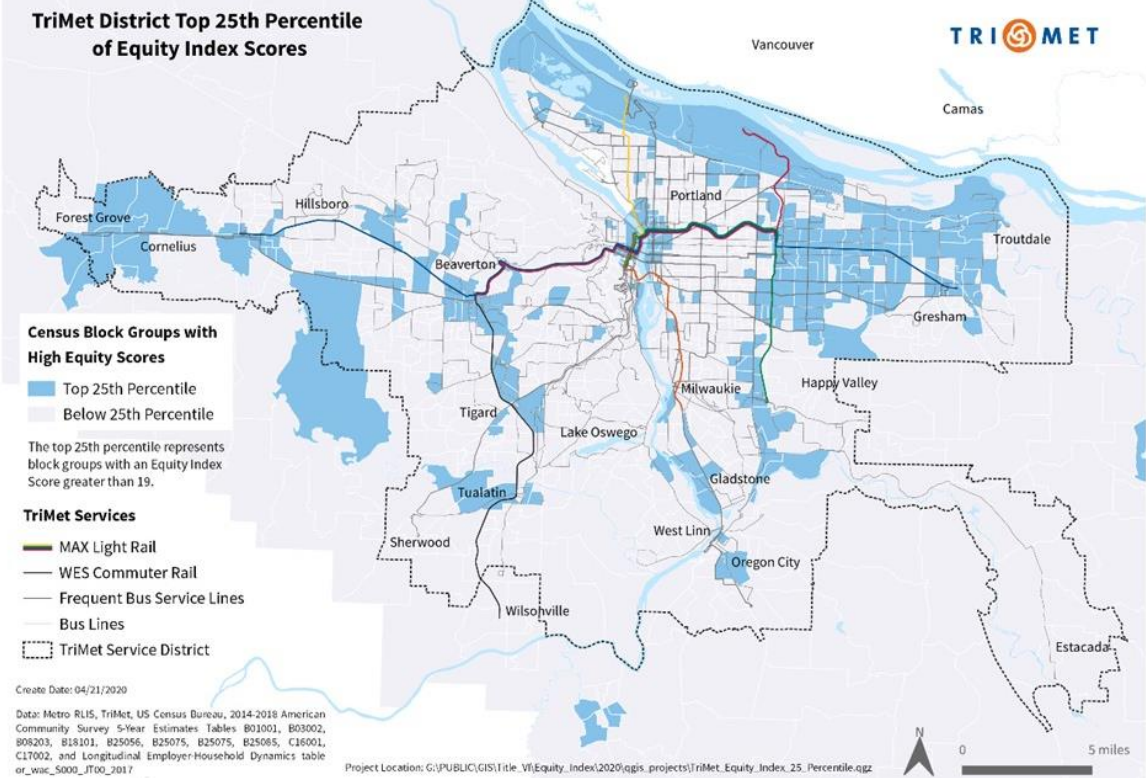 TriMet District Top 25th Percentile
of Equity Index Scores
TRI MET
Vancouver
Camas
Portland
Forest Grove
Hillsboro
Cornelius
Beaverton
Troutdale
Gresham
Census Block Groups with
High Equity Scores
Top 25th Percentile
Below 25th Percentile
The top 25th percentile represents
block groups with an Equity Index
Score greater than 19.
Milwaukie
Happy Valley
Tigard
Lake Oswego
Gladstone
Tualatin
West Linn
Sherwood
Oregon City
Wilsonville
Estacada
TriMet Services
MAX Light Rail
WES Commuter Rail
Frequent Bus Service Lines
Bus Lines
TriMet Service District
Create Date: 04/21/2020
Data: Metro RLIS, TriMet, US Census Bureau, 2014-2018 American
Community Survey 5-Year Estimates Tables B01001, B03002,
B08203, B18101, B25056, B25075, B25075, B25085, C16001,
C17002, and Longitudinal Employer-Household Dynamics table
or_wac_S000_JT00_2017
Project Location: G:\PUBLIC\GIS\Title_VI\Equity_Index\2020\qgis_projects\TriMet_Equity_Index_25_Percentile.qgz
N
0 5 miles